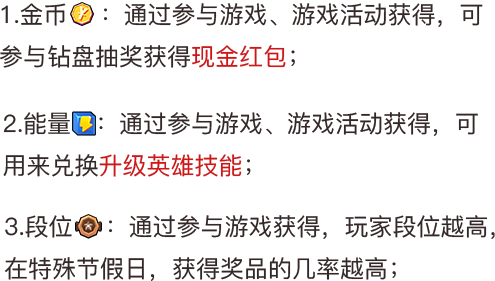 1.金币：通过参与游戏、游戏活动获得，可
参与钻盘抽奖获得现金红包；
2.能量：通过参与游戏、游戏活动获得，可
用来兑换升级英雄技能；
3.段位：通过参与游戏获得，玩家段位越高，
在特殊节假日，获得奖品的几率越高；